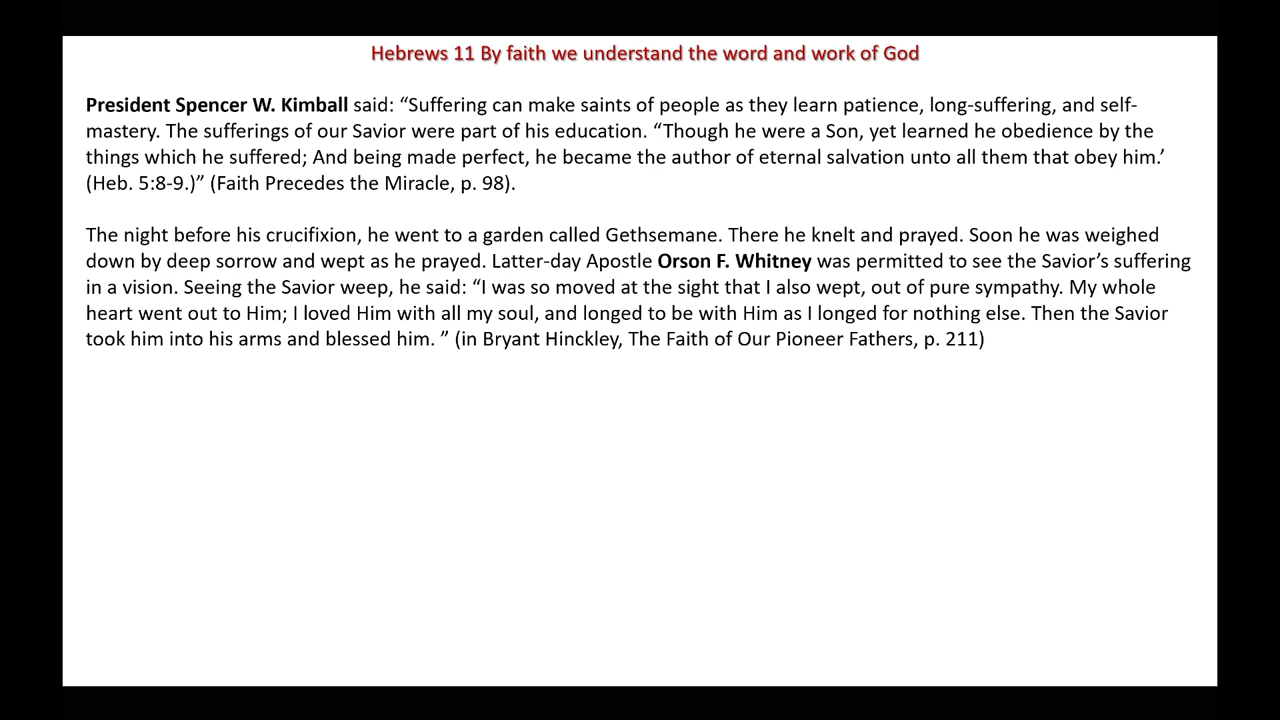 Hebrews 11 By faith we understand the word and work of God
President Spencer W. Kimball said: “Suffering can make saints of people as they learn patience, long-suffering, and self-
mastery. The sufferings of our Savior were part of his education. “Though he were a Son, yet learned he obedience by the
things which he suffered; And being made perfect, he became the author of eternal salvation unto all them that obey him.’
(Heb. 5:8-9.)” (Faith Precedes the Miracle, p. 98).
The night before his crucifixion, he went to a garden called Gethsemane. There he knelt and prayed. Soon he was weighed
down by deep sorrow and wept as he prayed. Latter-day Apostle Orson F. Whitney was permitted to see the Savior’s suffering
in a vision. Seeing the Savior weep, he said: “I was so moved at the sight that I also wept, out of pure sympathy. My whole
heart went out to Him; I loved Him with all my soul, and longed to be with Him as I longed for nothing else. Then the Savior
took him into his arms and blessed him. ” (in Bryant Hinckley, The Faith of Our Pioneer Fathers, p. 211)